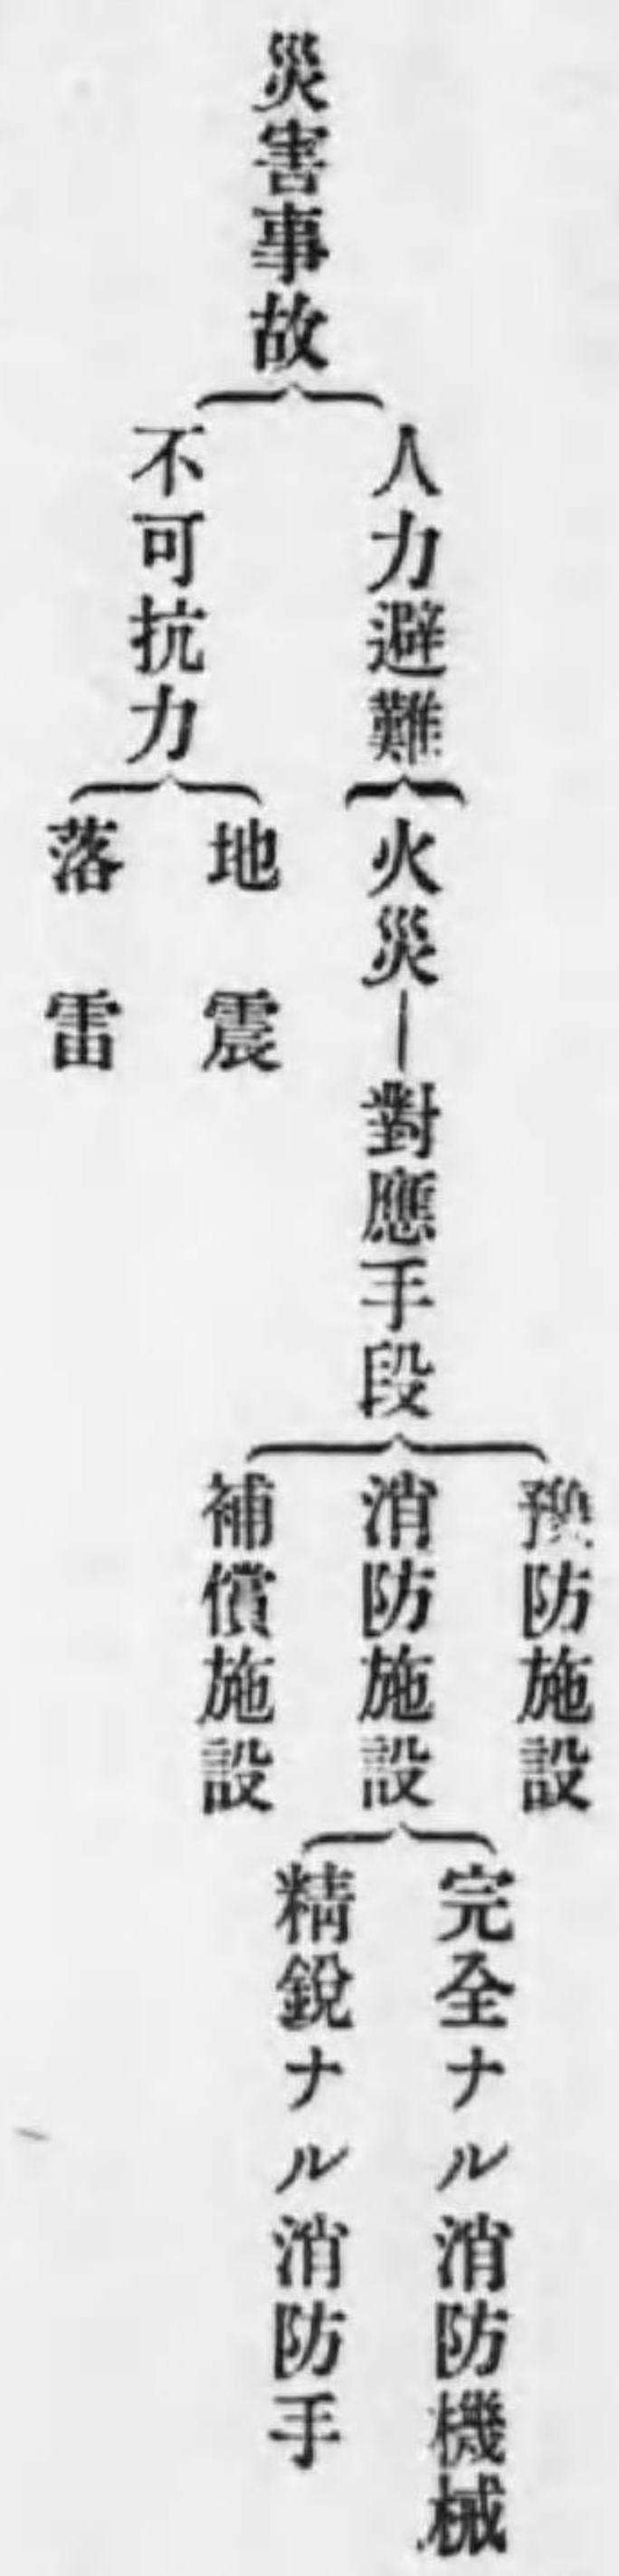 災害事故
人力避難
火災―對應手段
預防施設
消防施設
完全ナル消防機械
精鋭ナル消防手
補償施設
不可抗力
地震
落雷